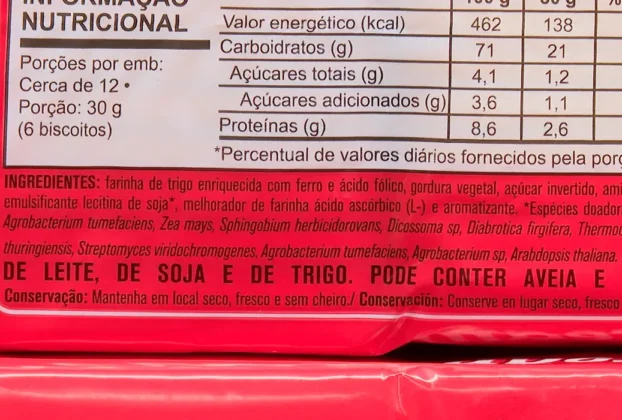 INFORMAÇÃO
NUTRICIONAL
Porções por emb:
Cerca de 12 •
Porção: 30 g
(6 biscoitos)
100 g 30 g %
Valor energético (kcal) 462 138
Carboidratos (g) 71 21
Açúcares totais (g) 4,1 1,2
Açúcares adicionados (g) 3,6 1,1
Proteínas (g) 8,6 2,6
*Percentual de valores diários fornecidos pela porç
INGREDIENTES: farinha de trigo enriquecida com ferro e ácido fólico, gordura vegetal, açúcar invertido, ami
emulsificante lecitina de soja*, melhorador de farinha ácido ascórbico (L-) e aromatizante. *Espécies doador
Agrobacterium tumefaciens, Zea mays, Sphingobium herbicidorovans, Dicossoma sp, Diabrotica firgifera, Thermo
thuringiensis, Streptomyces viridochromogenes, Agrobacterium tumefaciens, Agrobacterium sp, Arabdopsis thaliana.
DE LEITE, DE SOJA E DE TRIGO. PODE CONTER AVEIA E
Conservação: Mantenha em local seco, fresco e sem cheiro./ Conservación: Conserve en lugar seco, fresco